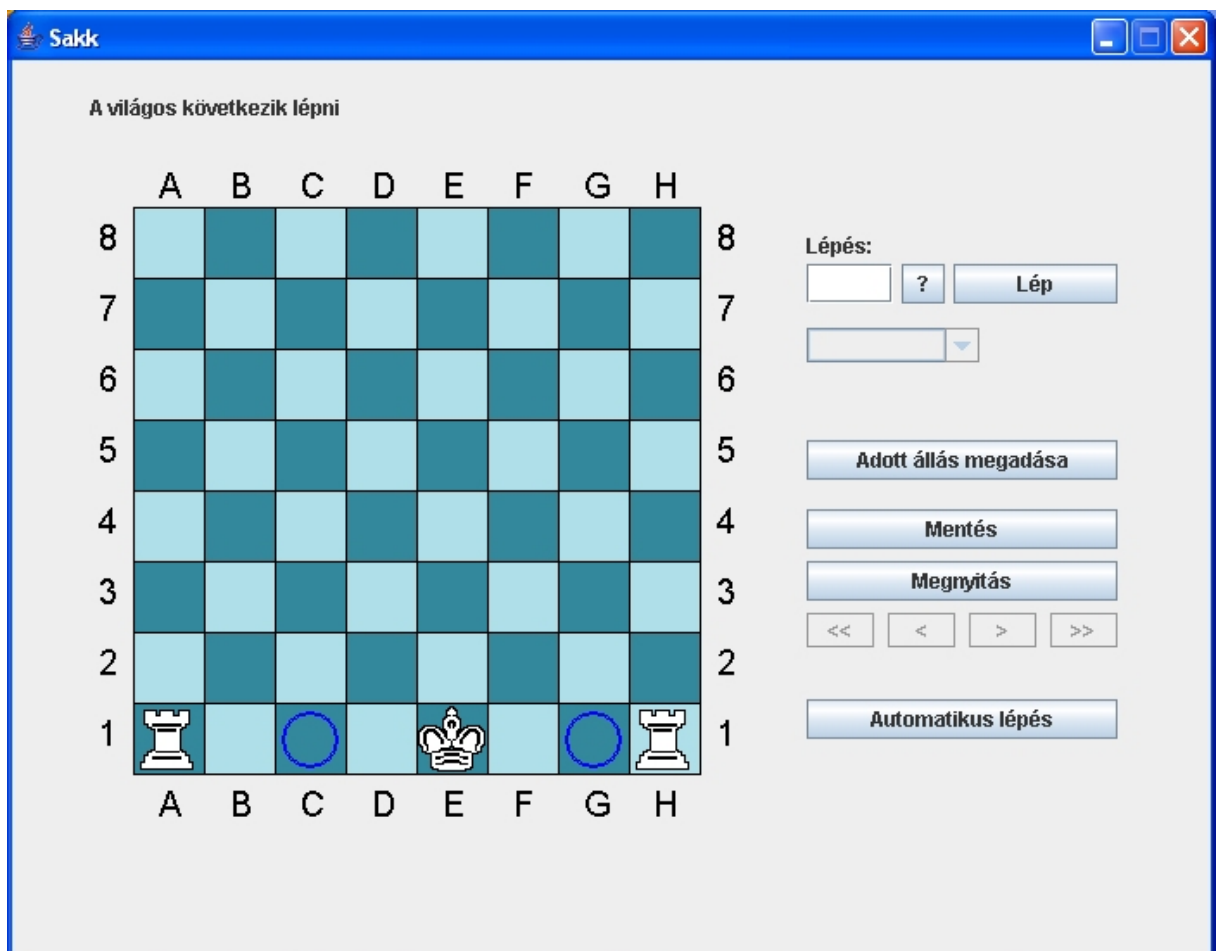 Sakk
A világos következik lépni
A B C D E F G H
8 8
7 7
6 6
5 5
4 4
3 3
2 2
1 1
A B C D E F G H
Lépés:
? Lép
Adott állás megadása
Mentés
Megnyitás
<< < > >>
Automatikus lépés